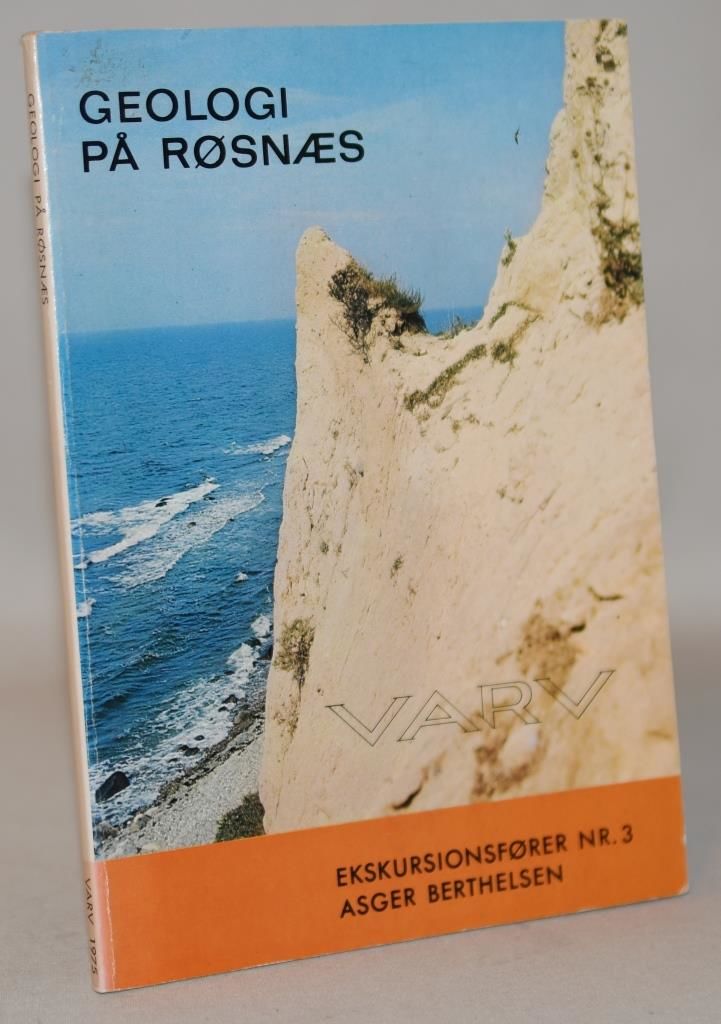 GEOLOGI
PÅ RØSNÆS
VARV
EKSKURSIONSFØRER NR. 3
ASGER BERTHELSEN
GEOLOGI PÅ RØSNÆS
VARV 1975